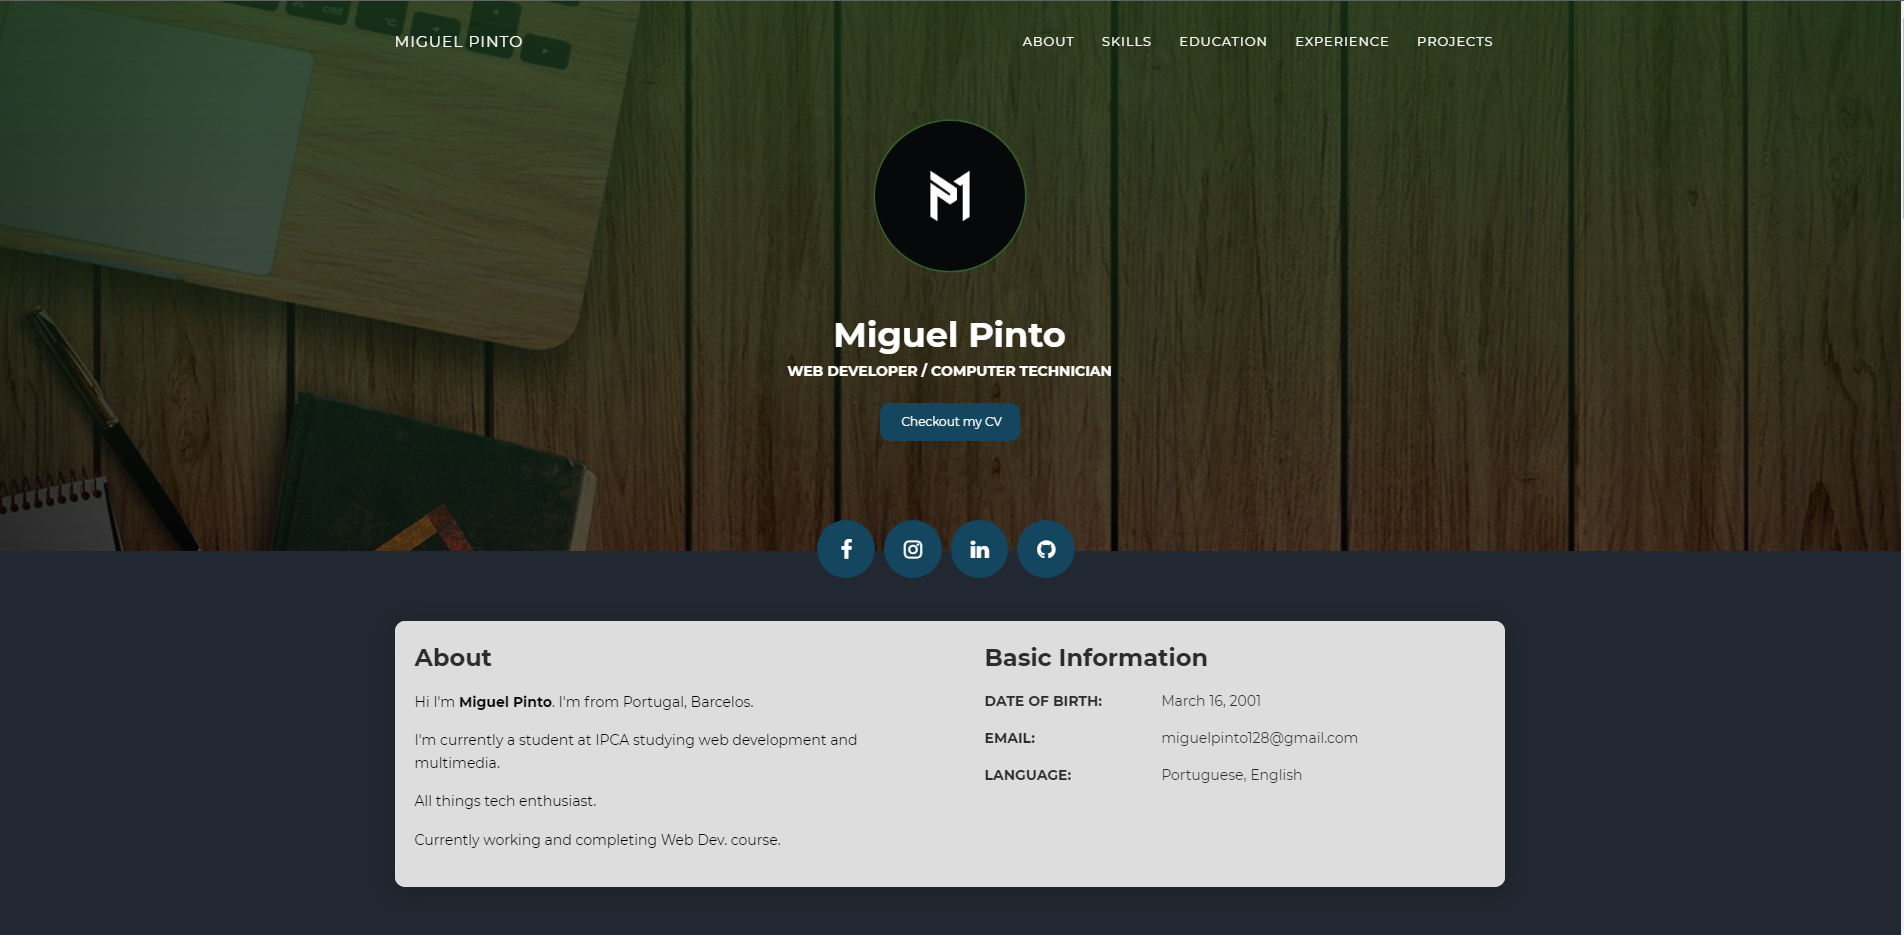 MIGUEL PINTO
ABOUT SKILLS EDUCATION EXPERIENCE PROJECTS
Miguel Pinto
WEB DEVELOPER / COMPUTER TECHNICIAN
Checkout my CV
About
Hi I'm Miguel Pinto. I'm from Portugal, Barcelos.
I'm currently a student at IPCA studying web development and
multimedia.
All things tech enthusiast.
Currently working and completing Web Dev. course.
Basic Information
DATE OF BIRTH: March 16, 2001
EMAIL: miguelpinto128@gmail.com
LANGUAGE: Portuguese, English